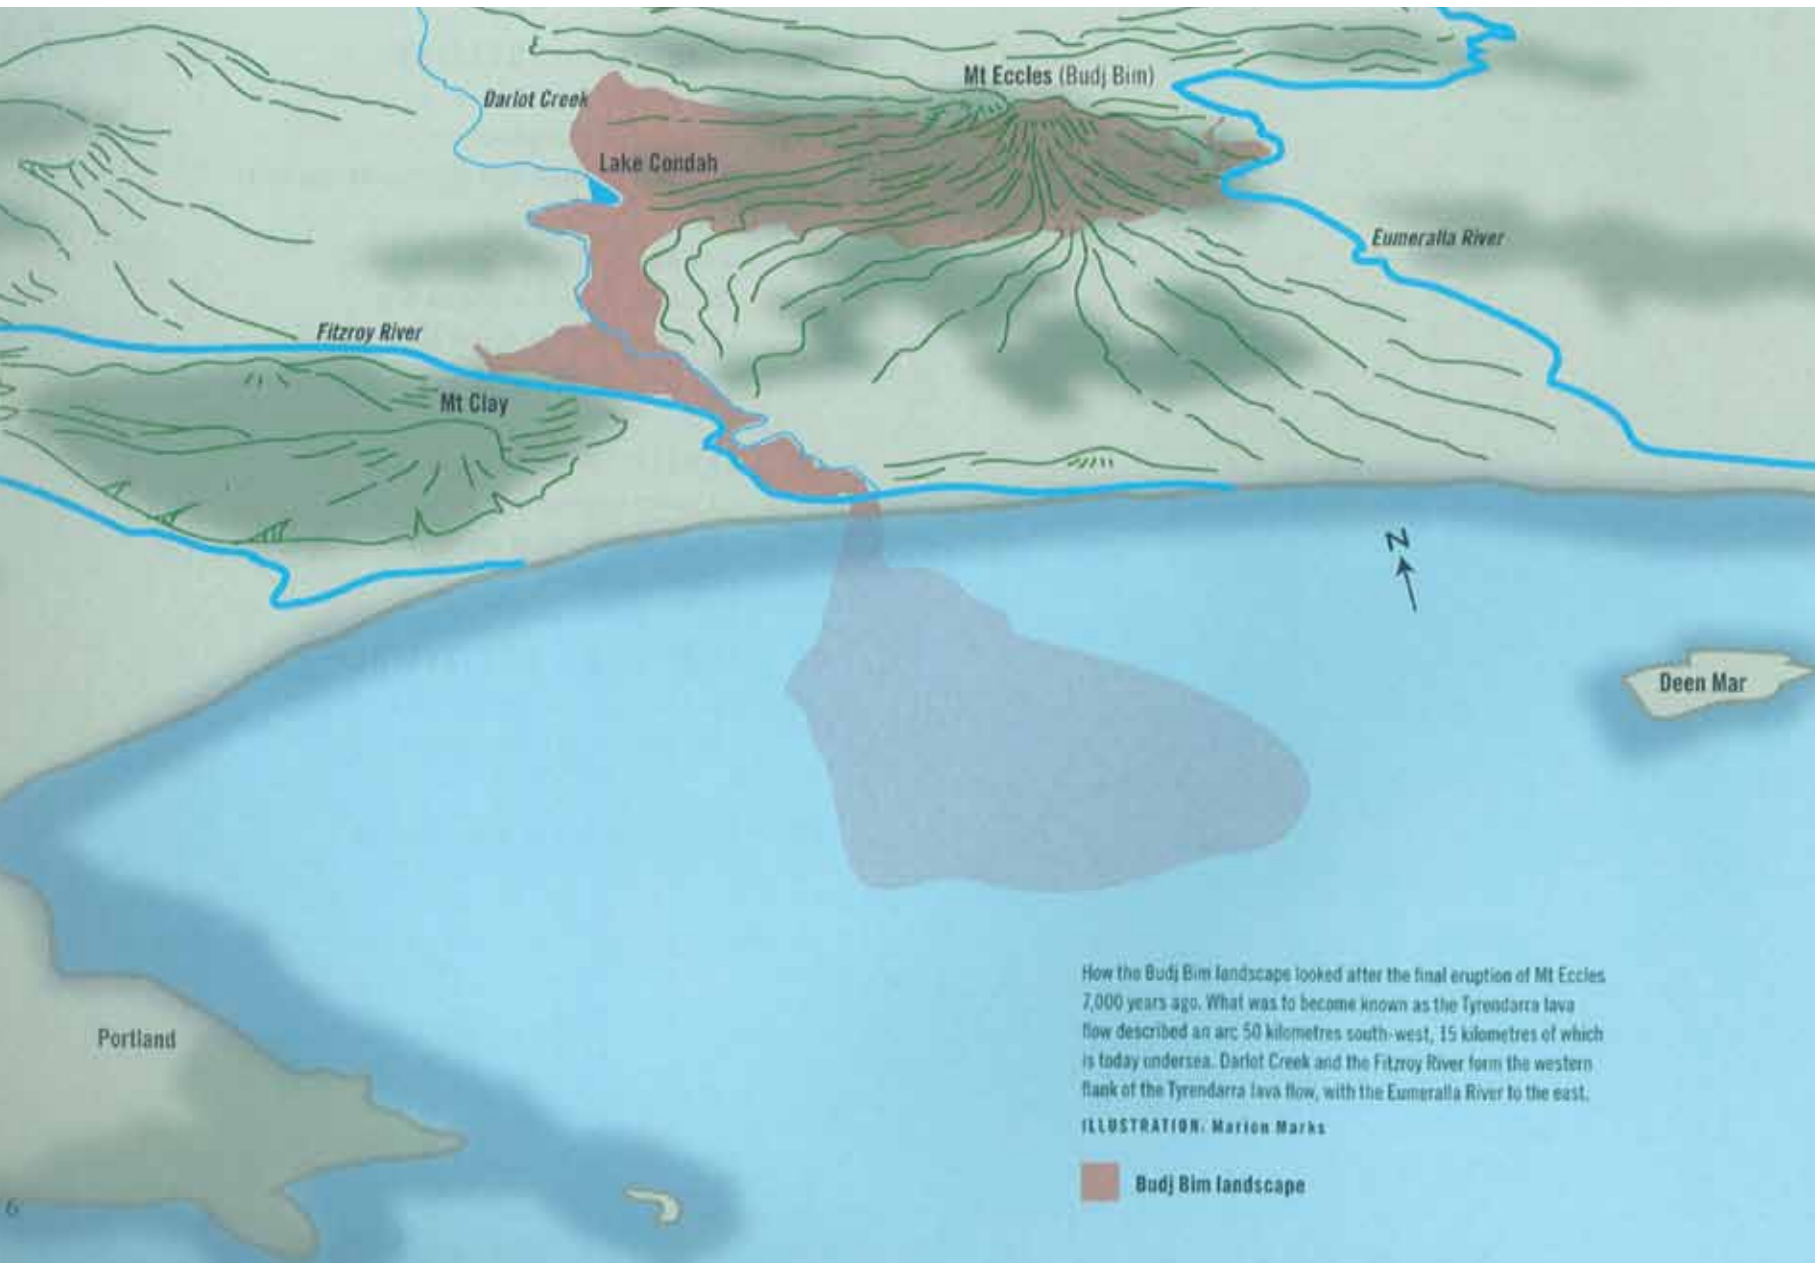 Mt Eccles (Budj Bim)
Darlot Creek
Lake Condah
Eumeralla River
Fitzroy River
Mt Clay
N
Deen Mar
How the Budj Bim landscape looked after the final eruption of Mt Eccles
7,000 years ago. What was to become known as the Tyrendarra lava
flow described an arc 50 kilometres south-west, 15 kilometres of which
is today undersea. Darlot Creek and the Fitzroy River form the western
flank of the Tyrendarra lava flow, with the Eumeralla River to the east.
ILLUSTRATION: Marion Marks
Portland
Budj Bim landscape
6